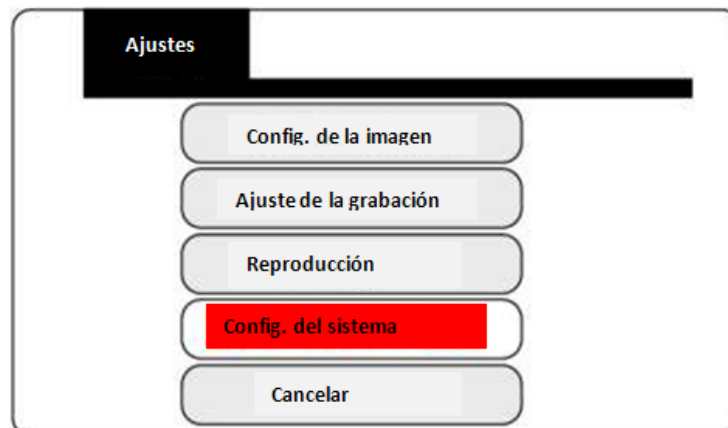 Ajustes
Config. de la imagen
Ajuste de la grabación
Reproducción
Config. del sistema
Cancelar